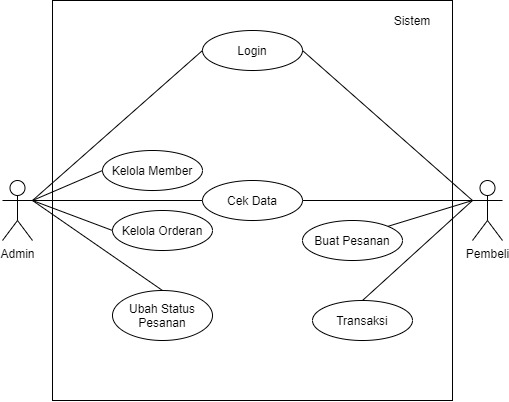 Sistem
Login
Kelola Member
Cek Data
Kelola Orderan
Buat Pesanan
Admin
Pembeli
Ubah Status
Pesanan
Transaksi